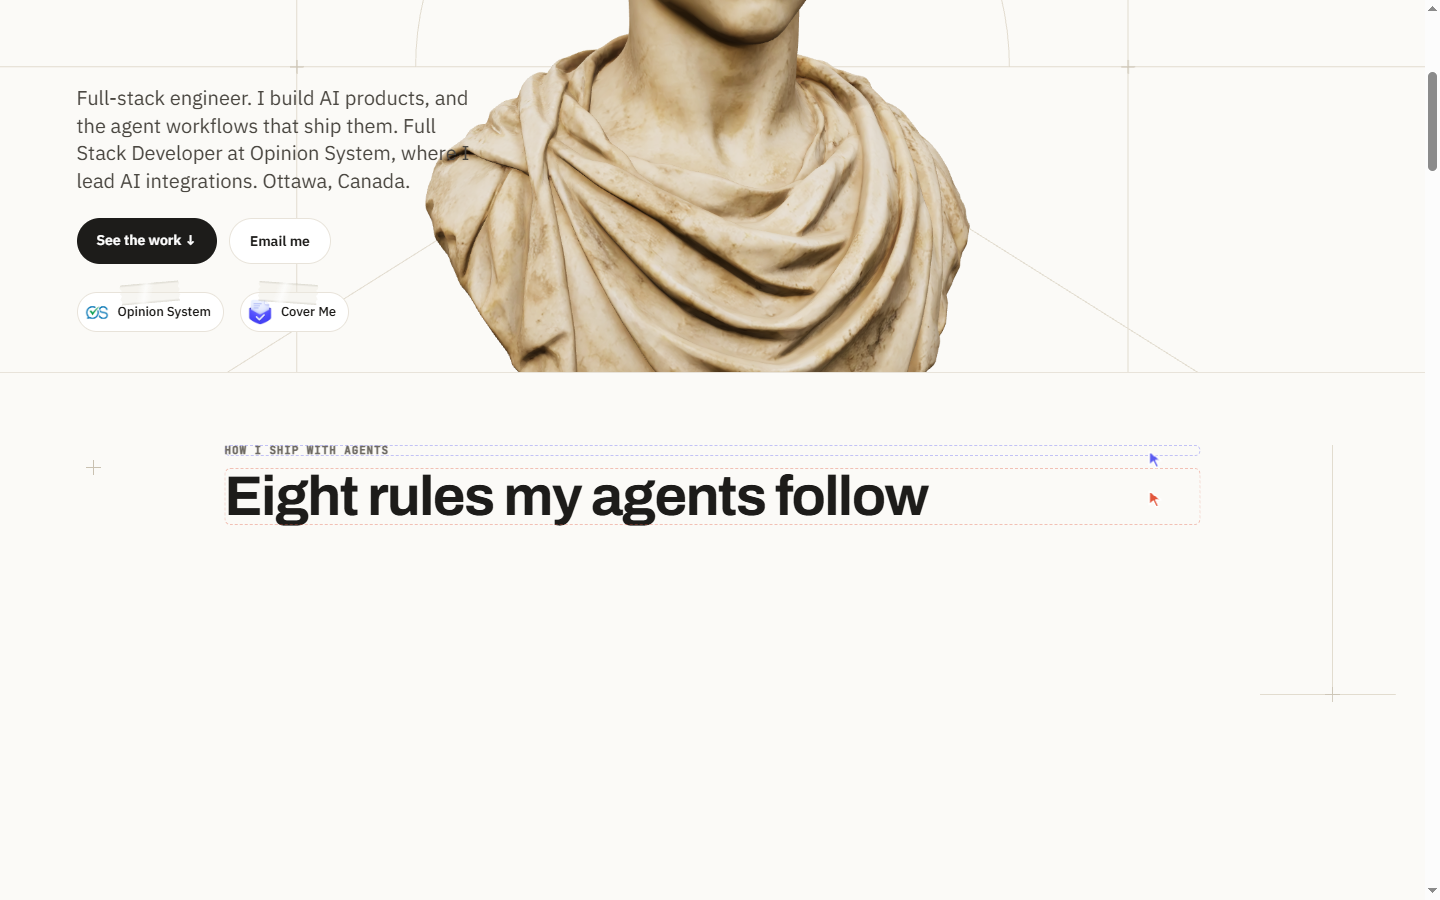 Full-stack engineer. I build AI products, and
the agent workflows that ship them. Full
Stack Developer at Opinion System, where I
lead AI integrations. Ottawa, Canada.
See the work ↓
Email me
Opinion System
Cover Me
HOW I SHIP WITH AGENTS
Eight rules my agents follow